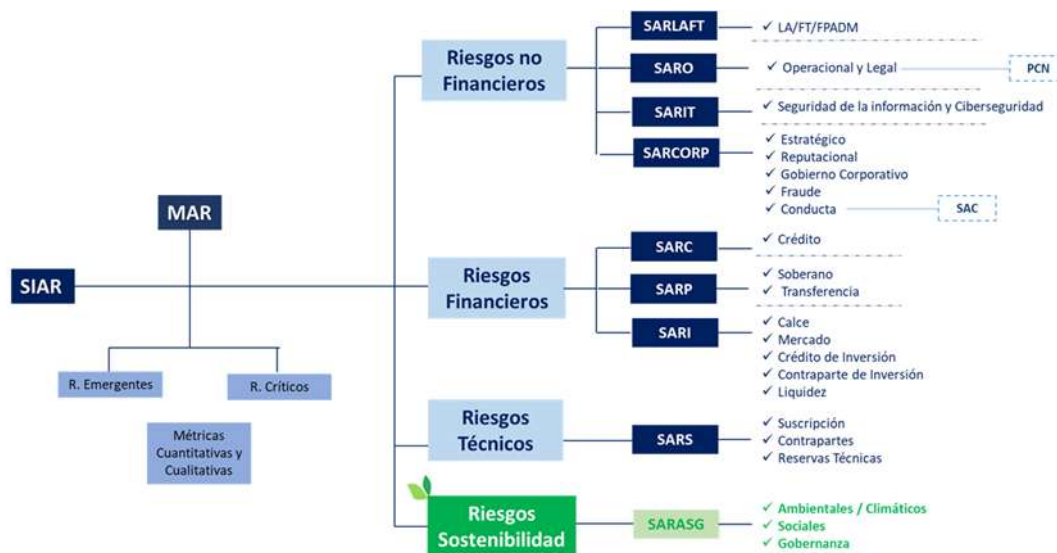 SIAR
MAR
R. Emergentes
R. Críticos
Métricas
Cuantitativas y
Cualitativas
Riesgos no
Financieros
SARLAFT
✓ LA/FT/FPADM
SARO
✓ Operacional y Legal
PCN
SARIT
✓ Seguridad de la información y Ciberseguridad
SARCORP
✓ Estratégico
✓ Reputacional
✓ Gobierno Corporativo
✓ Fraude
✓ Conducta
SAC
Riesgos
Financieros
SARC
✓ Crédito
SARP
✓ Soberano
✓ Transferencia
SARI
✓ Calce
✓ Mercado
✓ Crédito de Inversión
✓ Contraparte de Inversión
✓ Liquidez
Riesgos
Técnicos
SARS
✓ Suscripción
✓ Contrapartes
✓ Reservas Técnicas
Riesgos
Sostenibilidad
SARASG
✓ Ambientales / Climáticos
✓ Sociales
✓ Gobernanza